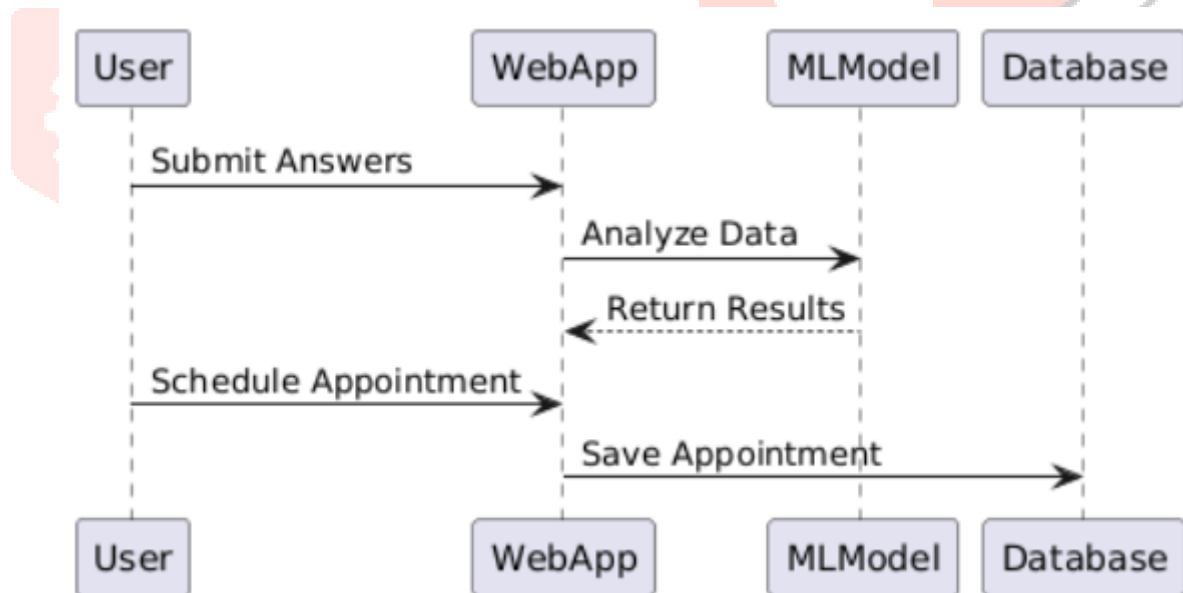 User WebApp MLModel Database
Submit Answers
Analyze Data
Return Results
Schedule Appointment
Save Appointment
User WebApp MLModel Database